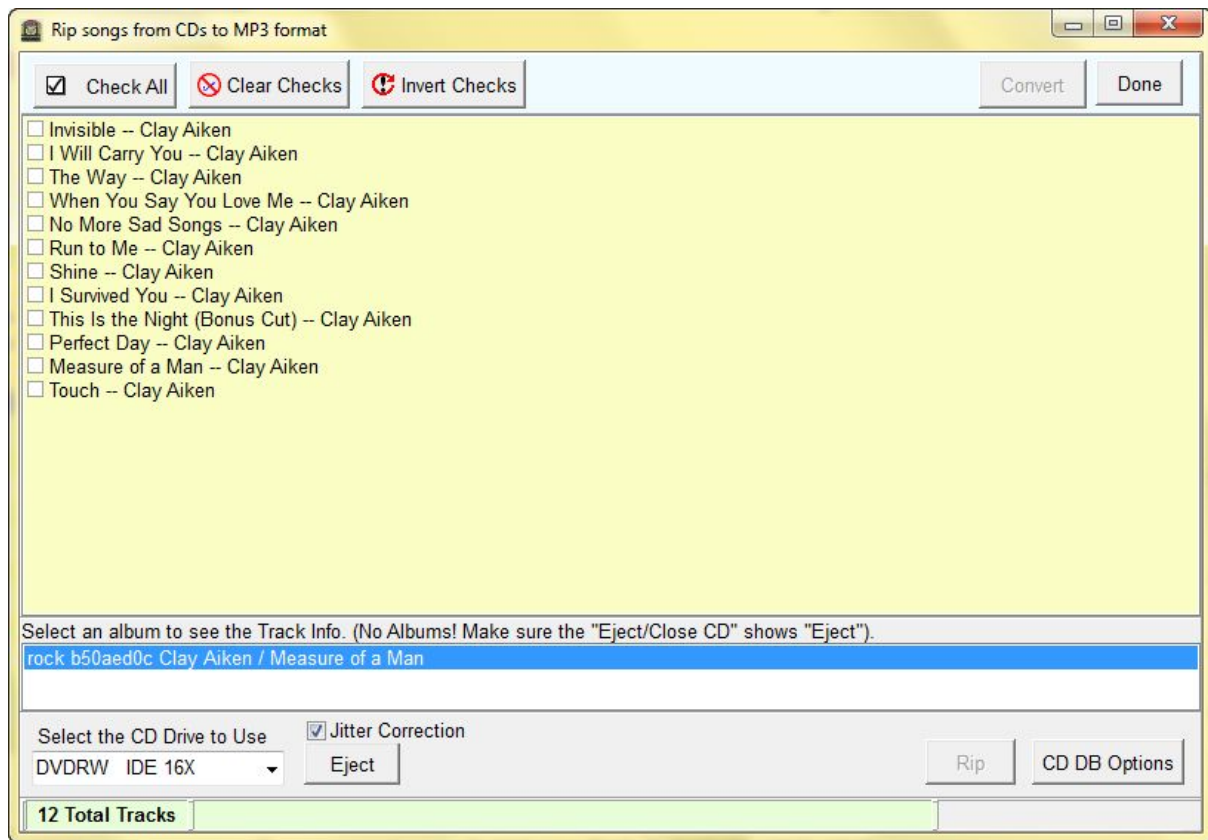 Rip songs from CDs to MP3 format
Check All Clear Checks Invert Checks Convert Done
Invisible -- Clay Aiken
I Will Carry You -- Clay Aiken
The Way -- Clay Aiken
When You Say You Love Me -- Clay Aiken
No More Sad Songs -- Clay Aiken
Run to Me -- Clay Aiken
Shine -- Clay Aiken
I Survived You -- Clay Aiken
This Is the Night (Bonus Cut) -- Clay Aiken
Perfect Day -- Clay Aiken
Measure of a Man -- Clay Aiken
Touch -- Clay Aiken
Select an album to see the Track Info. (No Albums! Make sure the "Eject/Close CD" shows "Eject").
rock b50aed0c Clay Aiken / Measure of a Man
Select the CD Drive to Use Jitter Correction
DVDRW IDE 16X Eject Rip CD DB Options
12 Total Tracks